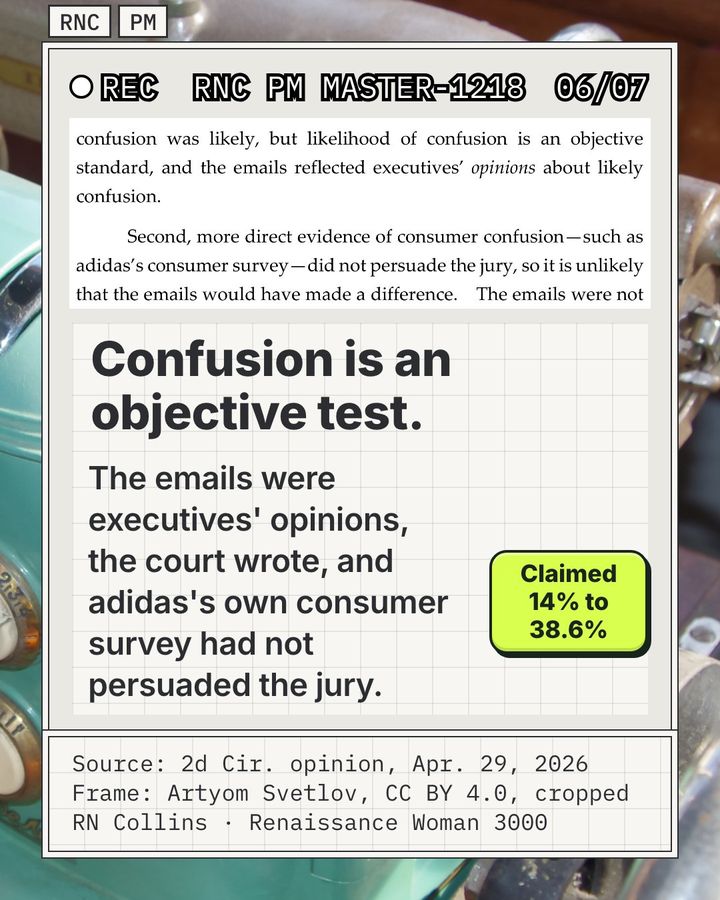 RNC PM
REC RNC PM MASTER-1218 06/07
confusion was likely, but likelihood of confusion is an objective
standard, and the emails reflected executives’ opinions about likely
confusion.
Second, more direct evidence of consumer confusion—such as
adidas’s consumer survey—did not persuade the jury, so it is unlikely
that the emails would have made a difference. The emails were not
Confusion is an
objective test.
The emails were
executives' opinions,
the court wrote, and
adidas's own consumer
survey had not
persuaded the jury.
Claimed
14% to
38.6%
Source: 2d Cir. opinion, Apr. 29, 2026
Frame: Artyom Svetlov, CC BY 4.0, cropped
RN Collins · Renaissance Woman 3000